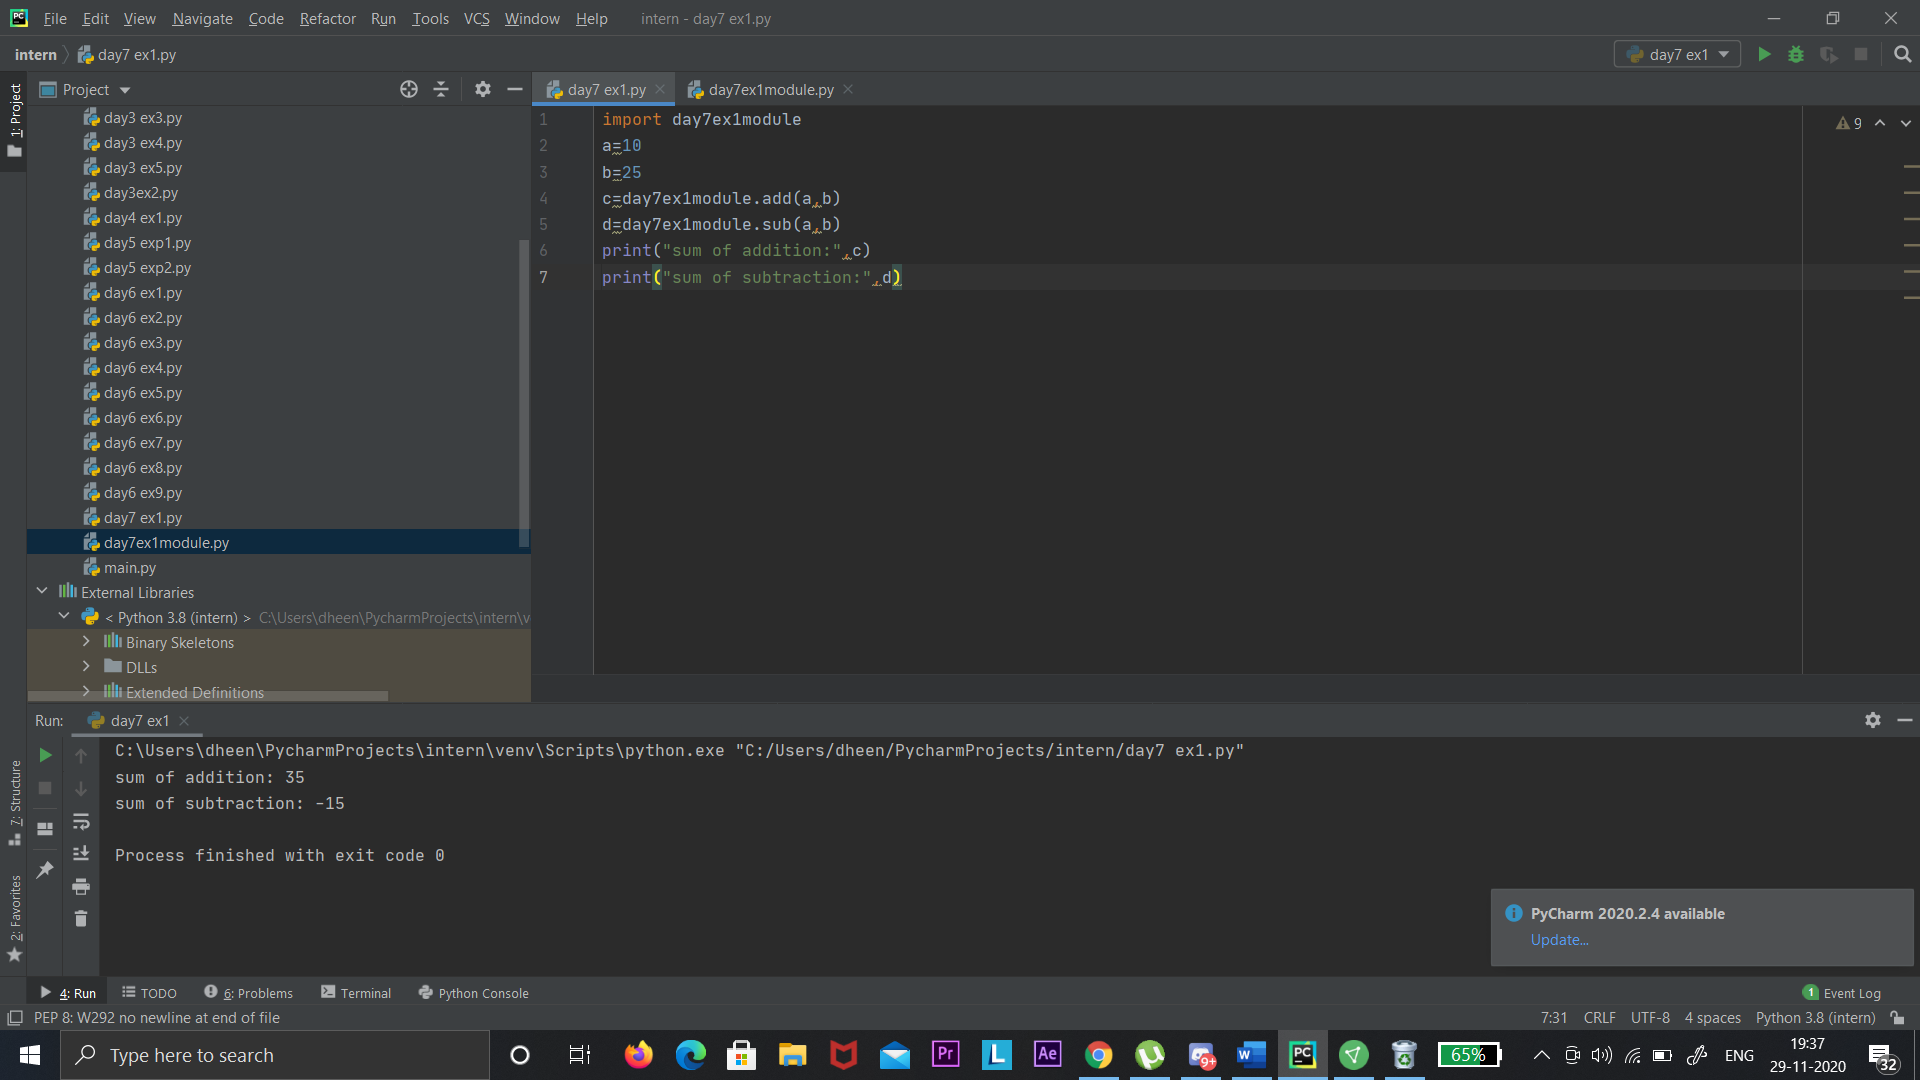 File Edit View Navigate Code Refactor Run Tools VCS Window Help intern - day7 ex1.py
intern day7 ex1.py
day7 ex1
1: Project
Project
day7 ex1.py
day7ex1module.py
day3 ex3.py
day3 ex4.py
day3 ex5.py
day3ex2.py
day4 ex1.py
day5 exp1.py
day5 exp2.py
day6 ex1.py
day6 ex2.py
day6 ex3.py
day6 ex4.py
day6 ex5.py
day6 ex6.py
day6 ex7.py
day6 ex8.py
day6 ex9.py
day7 ex1.py
day7ex1module.py
main.py
External Libraries
< Python 3.8 (intern) > C:\Users\dheen\PycharmProjects\intern\v
Binary Skeletons
DLLs
Extended Definitions
1 import day7ex1module
2 a=10
3 b=25
4 c=day7ex1module.add(a,b)
5 d=day7ex1module.sub(a,b)
6 print("sum of addition:",c)
7 print("sum of subtraction:",d)
9
Run: day7 ex1
C:\Users\dheen\PycharmProjects\intern\venv\Scripts\python.exe "C:/Users/dheen/PycharmProjects/intern/day7 ex1.py"
sum of addition: 35
sum of subtraction: -15
Process finished with exit code 0
7: Structure
2: Favorites
PyCharm 2020.2.4 available
Update...
4: Run TODO 6: Problems Terminal Python Console
1 Event Log
PEP 8: W292 no newline at end of file
7:31 CRLF UTF-8 4 spaces Python 3.8 (intern)
Type here to search
Pr
L
Ae
9+
W
PC
65%
ENG
19:37
29-11-2020
32